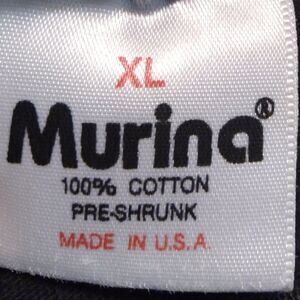 XL
Murina®
100% COTTON
PRE-SHRUNK
MADE IN U.S.A.